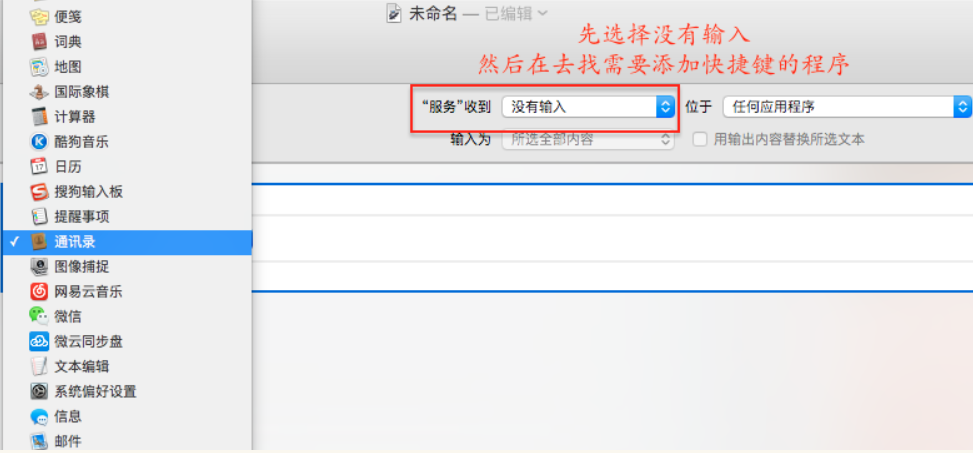 便笺
词典
地图
国际象棋
计算器
酷狗音乐
日历
搜狗输入板
提醒事项
✓ 通讯录
图像捕捉
网易云音乐
微信
微云同步盘
文本编辑
系统偏好设置
信息
邮件
未命名 — 已编辑
先选择没有输入
然后在去找需要添加快捷键的程序
“服务”收到 没有输入 位于 任何应用程序
输入为 所选全部内容 用输出内容替换所选文本